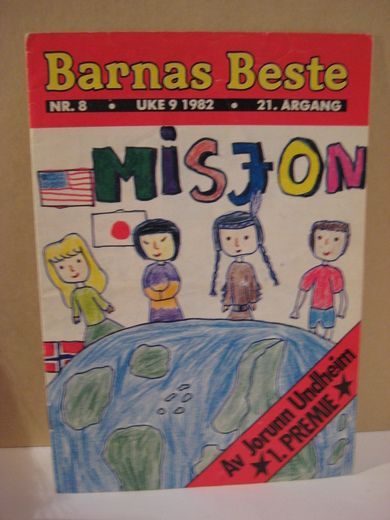 Barnas Beste
NR. 8 • UKE 9 1982 • 21. ÅRGANG
MISJON
Av Jorunn Undheim
★ 1. PREMIE ★